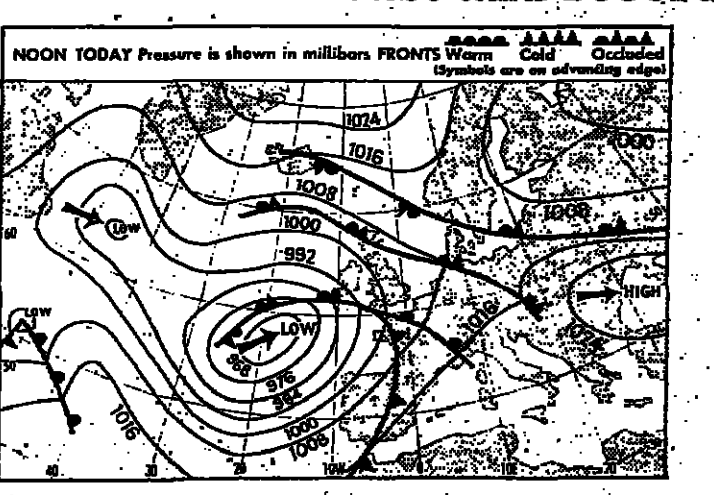 NOON TODAY Pressure is shown in millibars FRONTS Warm Cold Occluded
(Symbols are on advancing edge)
1024
1016
1000
1008
1008
1000
992
LOW
60
HIGH
LOW
1016
LOW
50
968
976
984
1016
1000
1008
40
30
20
10W
0
10E
20